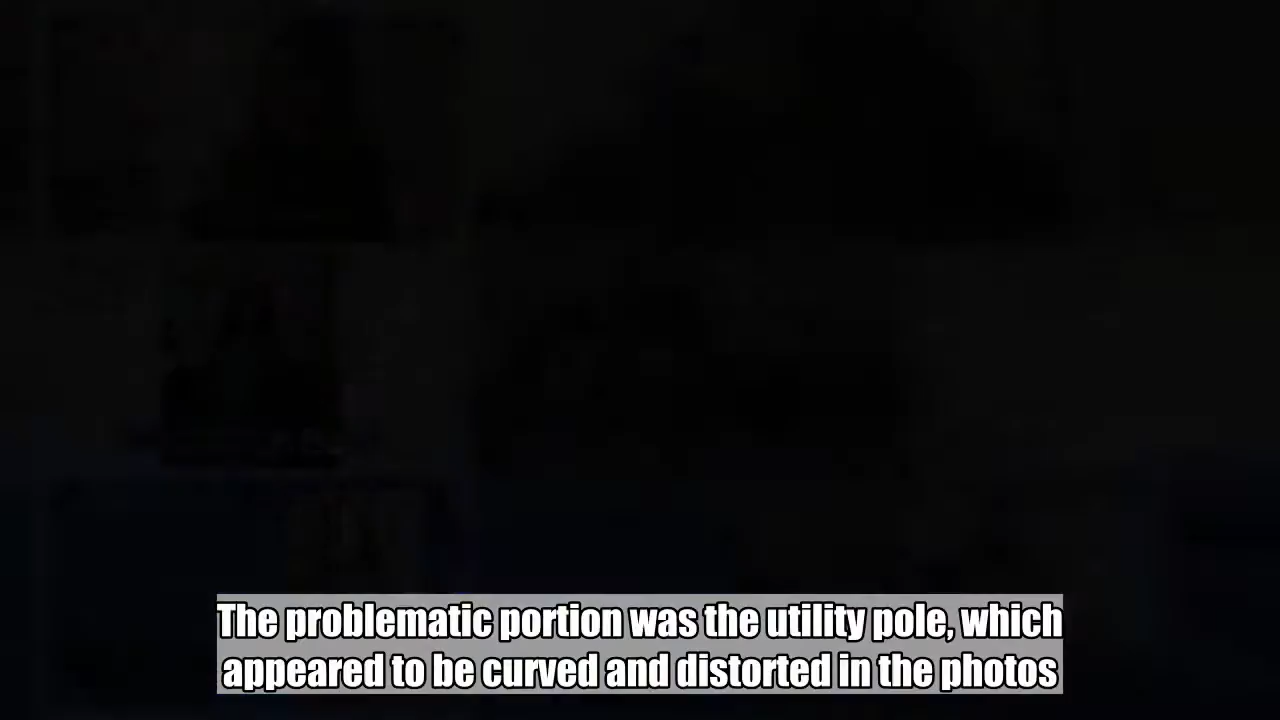 The problematic portion was the utility pole, which
appeared to be curved and distorted in the photos